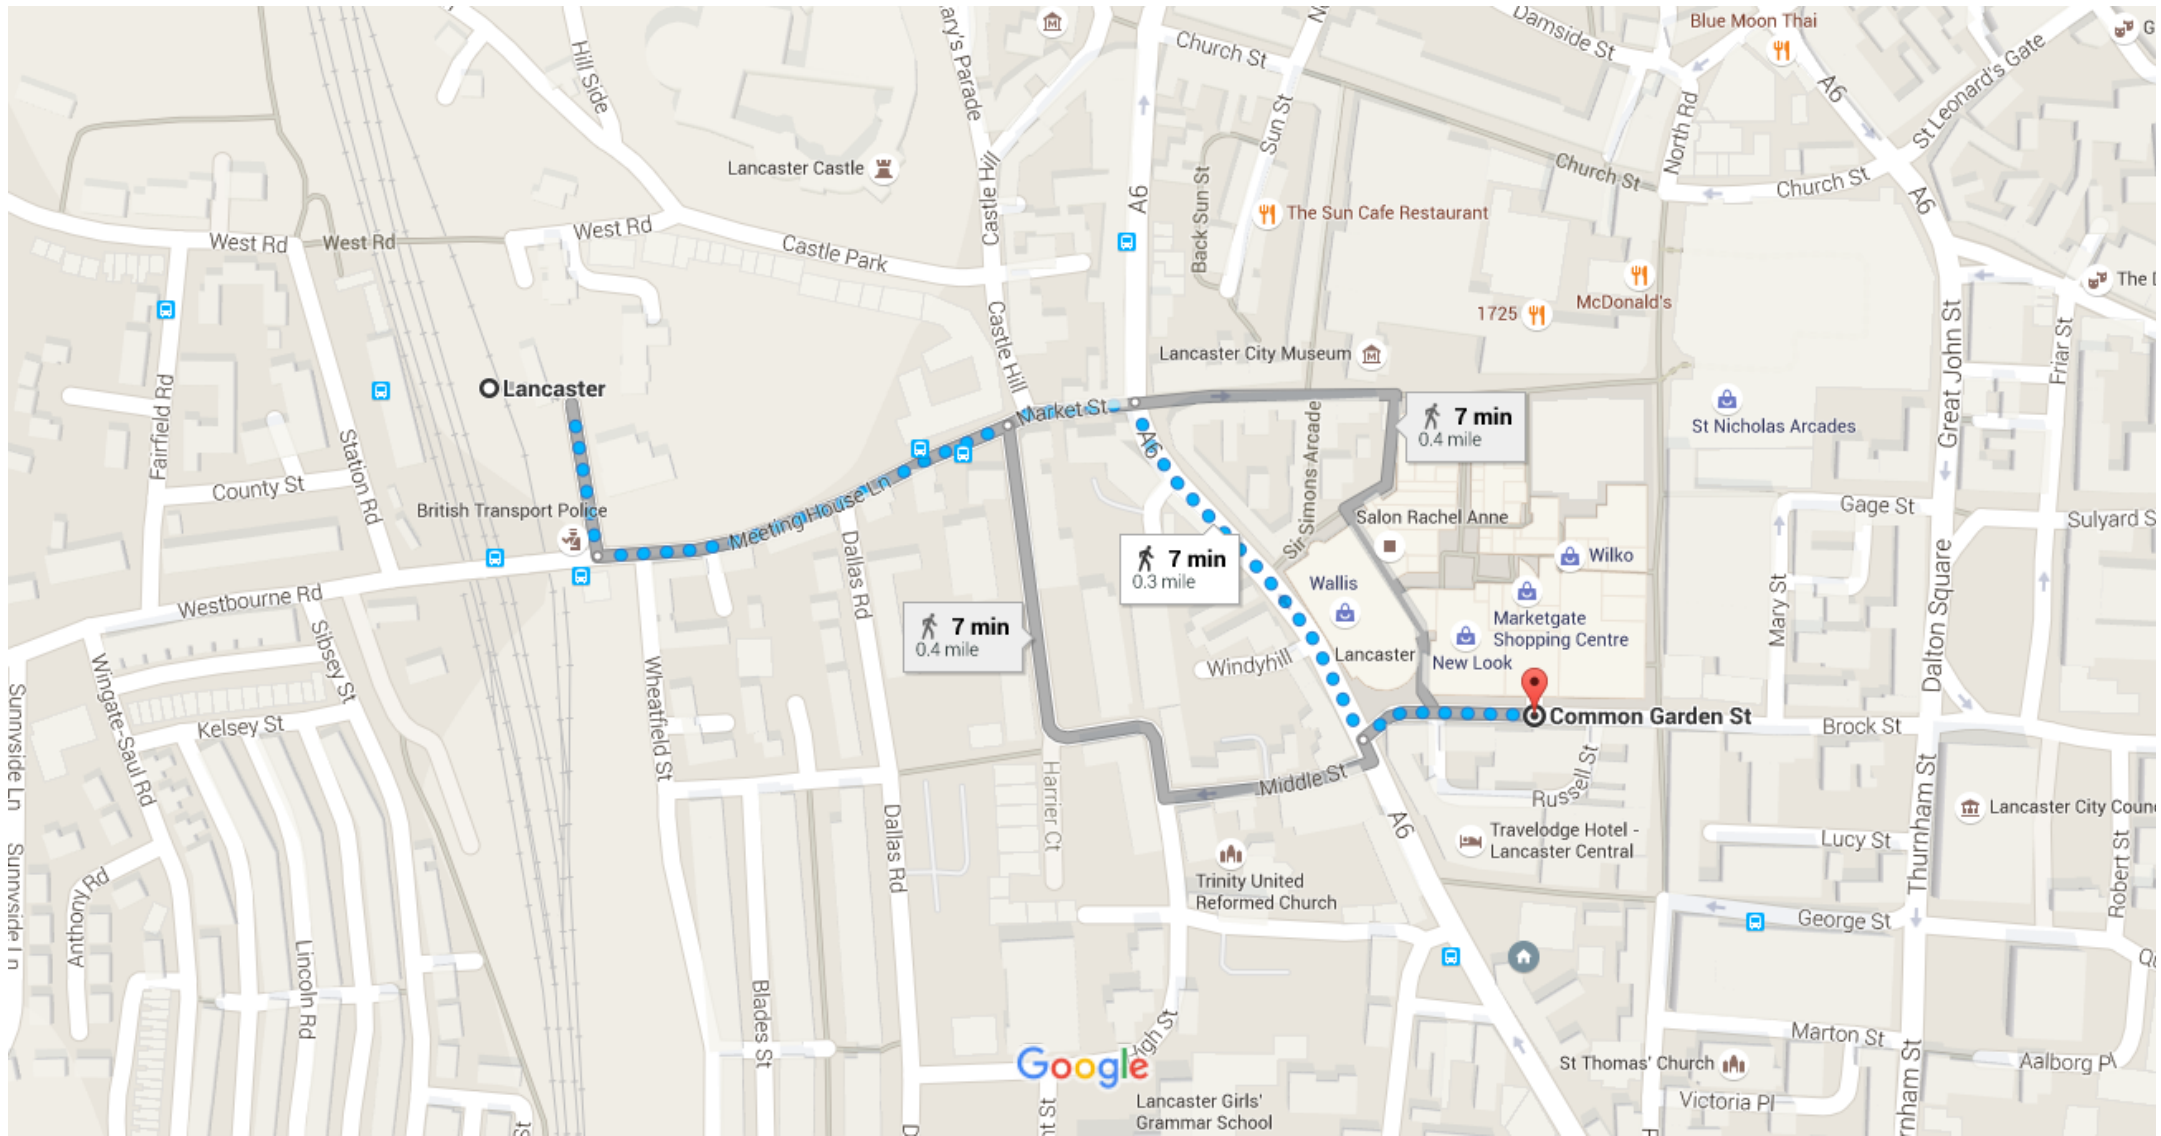 Blue Moon Thai
Damside St
Church St
Hill Side
ary's Parade
A6
St Leonard's Gate
G
Sun St
North Rd
Lancaster Castle
Castle Hill
A6
Back Sun St
Church St
Church St
A6
The Sun Cafe Restaurant
West Rd
West Rd
West Rd
Castle Park
The D
1725
McDonald's
Castle Hill
Great John St
Friar St
Lancaster City Museum
Lancaster
Fairfield Rd
Market St
7 min
0.4 mile
St Nicholas Arcades
Station Rd
County St
A6
Sir Simons Arcade
British Transport Police
Meeting House Ln
Salon Rachel Anne
Gage St
Sulyard S
7 min
0.3 mile
Wilko
Dallas Rd
Wallis
Westbourne Rd
Marketgate
Shopping Centre
Mary St
Dalton Square
Sibsey St
7 min
0.4 mile
Windyhill
Lancaster
New Look
Wingate-Saul Rd
Wheatfield St
Sunnyside Ln
Kelsey St
Common Garden St
Brock St
Harrier Ct
Middle St
Russell St
Thurnham St
Lancaster City Counc
Dallas Rd
A6
Travelodge Hotel -
Lancaster Central
Lucy St
Robert St
Sunnyside Ln
Anthony Rd
Trinity United
Reformed Church
George St
Lincoln Rd
Blades St
Qu
High St
Marton St
Google
St Thomas' Church
Aalborg Pl
Lancaster Girls'
Grammar School
Victoria Pl
rnham St